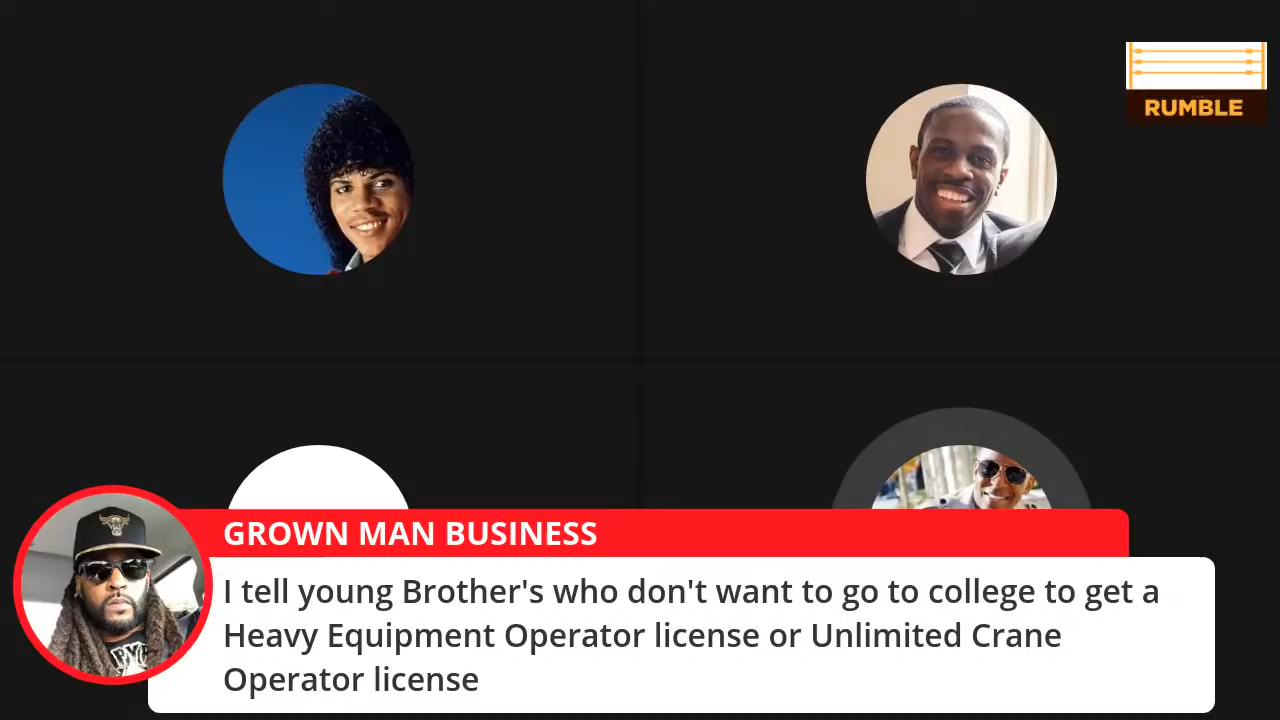 RUMBLE
GROWN MAN BUSINESS
I tell young Brother's who don't want to go to college to get a
Heavy Equipment Operator license or Unlimited Crane
Operator license